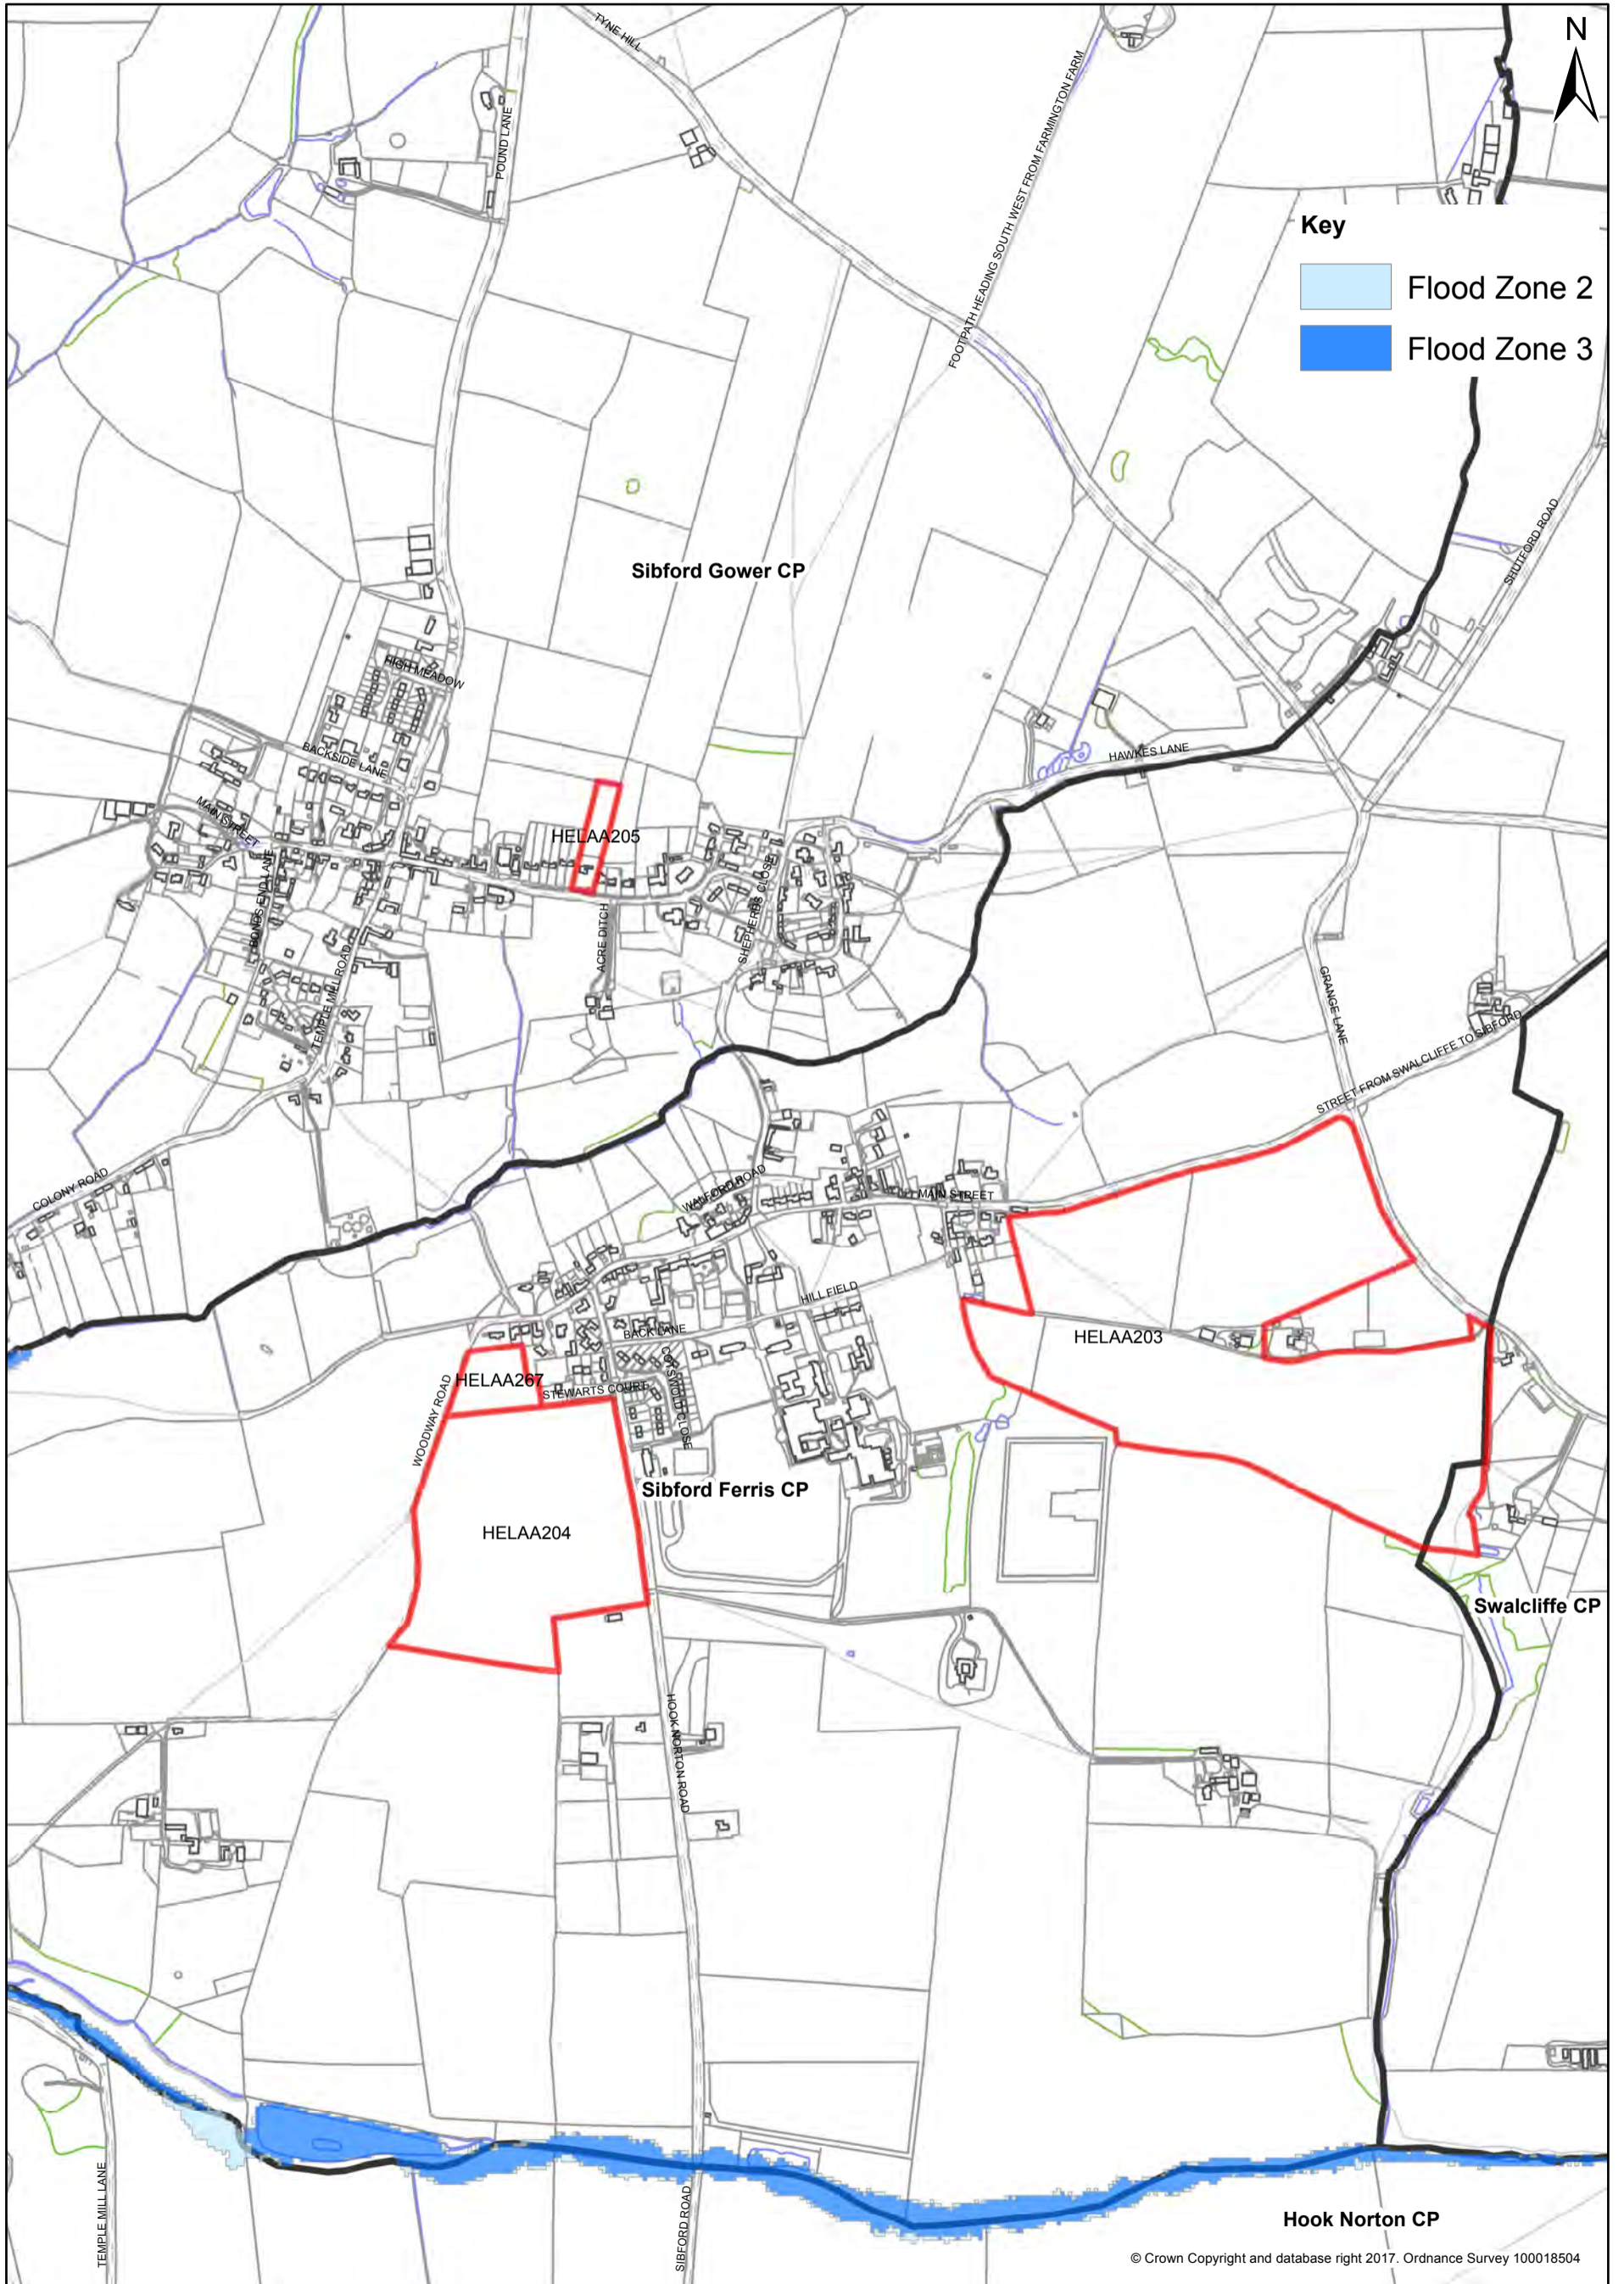 N
TYNE HILL
POUND LANE
FOOTPATH HEADING SOUTH WEST FROM FARMINGTON FARM
Key
Flood Zone 2
Flood Zone 3
SHUTFORD ROAD
Sibford Gower CP
HIGH MEADOW
BACKSIDE LANE
HAWKES LANE
MAIN STREET
HELAA205
BONDS END LANE
SHEPHERDS CLOSE
ACRE DITCH
TEMPLE MILL ROAD
GRANGE LANE
STREET FROM SWALCLIFFE TO SIBFORD
COLONY ROAD
WALFORD ROAD
MAIN STREET
HILL FIELD
BACK LANE
HELAA203
HELAA267
STEWARTS COURT
COTSWOLD CLOSE
WOODWAY ROAD
Sibford Ferris CP
HELAA204
Swalcliffe CP
HOOK NORTON ROAD
TEMPLE MILL LANE
SIBFORD ROAD
Hook Norton CP
© Crown Copyright and database right 2017. Ordnance Survey 100018504